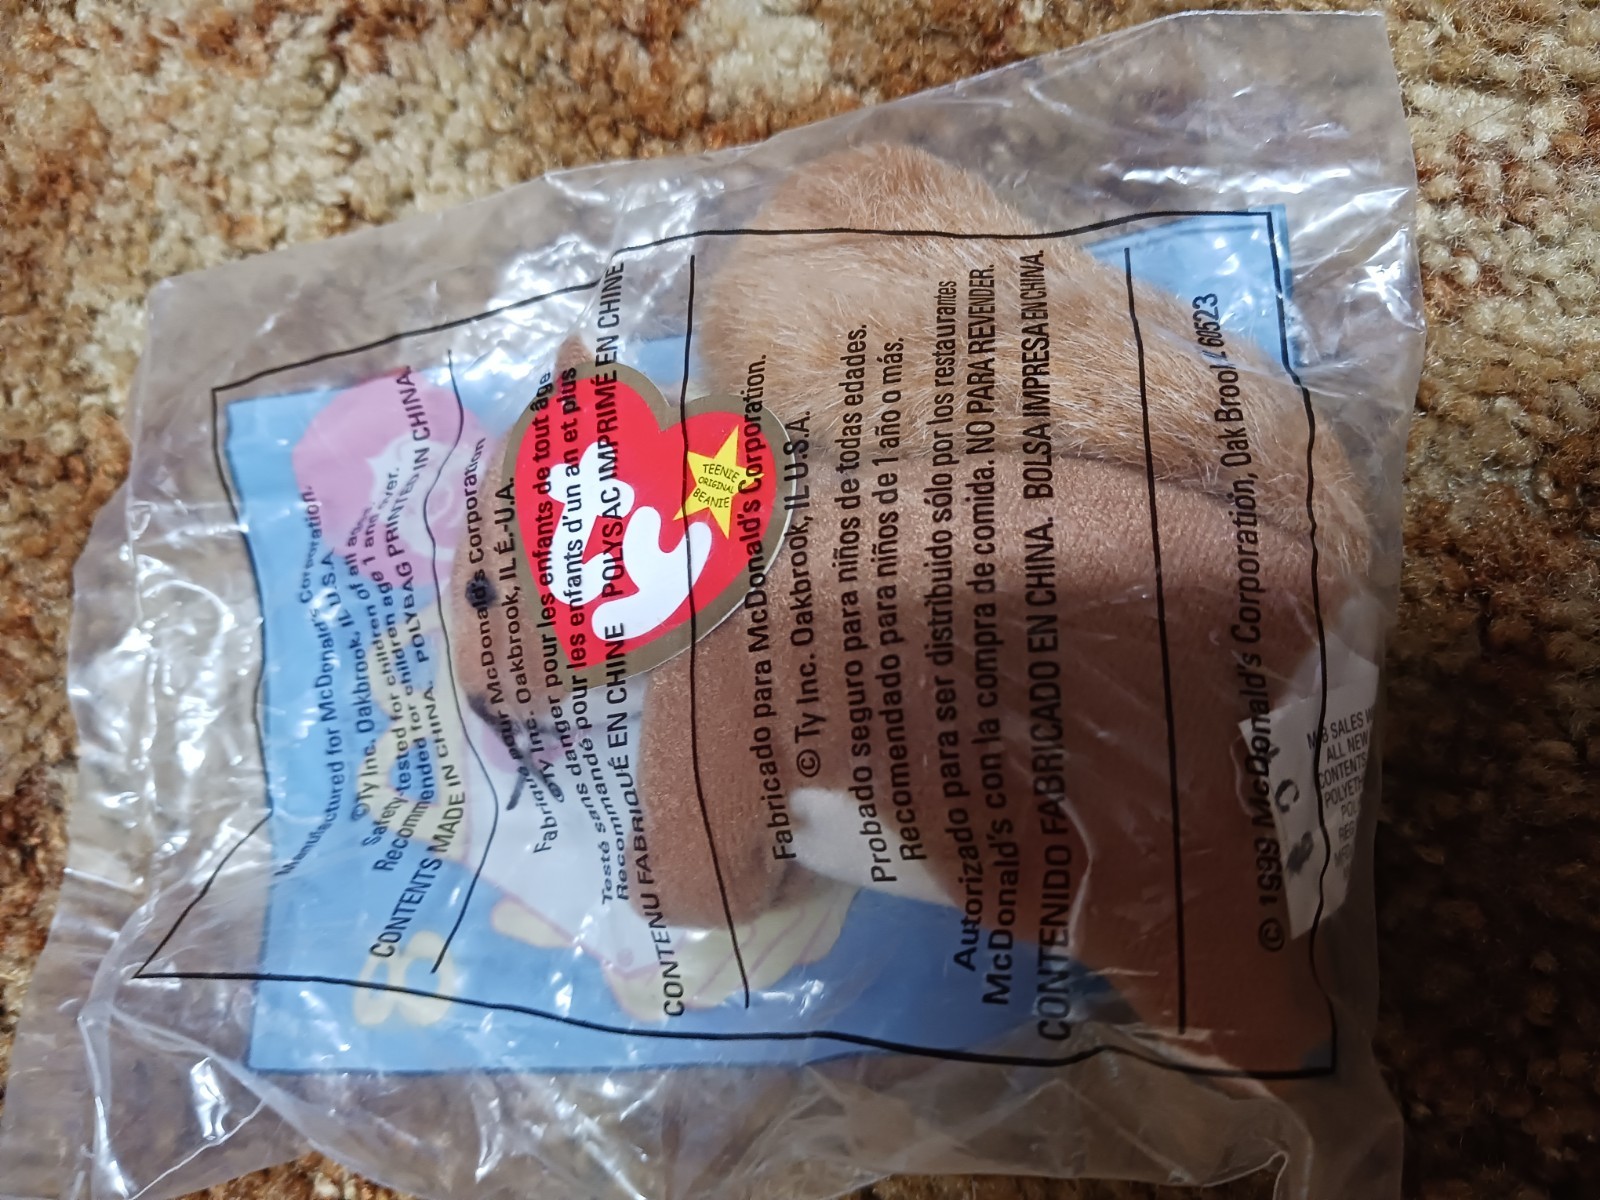 Manufactured for McDonald's Corporation.
©Ty Inc. Oakbrook, IL U.S.A.
Safety-tested for children of all ages.
Recommended for children age 1 and over.
CONTENTS MADE IN CHINA. POLYBAG PRINTED IN CHINA
Fabriqué pour McDonald's Corporation
©Ty Inc. Oakbrook, IL É.-U.A.
Testé sans danger pour les enfants de tout âge
Recommandé pour les enfants d'un an et plus
CONTENU FABRIQUÉ EN CHINE POLYSAC IMPRIMÉ EN CHINE
TEENIE
ORIGINAL
BEANIE
Fabricado para McDonald's Corporation.
© Ty Inc. Oakbrook, IL U.S.A.
Probado seguro para niños de todas edades.
Recomendado para niños de 1 año o más.
Autorizado para ser distribuido sólo por los restaurantes
McDonald's con la compra de comida. NO PARA REVENDER.
CONTENIDO FABRICADO EN CHINA. BOLSA IMPRESA EN CHINA.
© 1998 McDonald's Corporation, Oak Brook, IL 60523
SALES
ALL NEW
CONTENTS